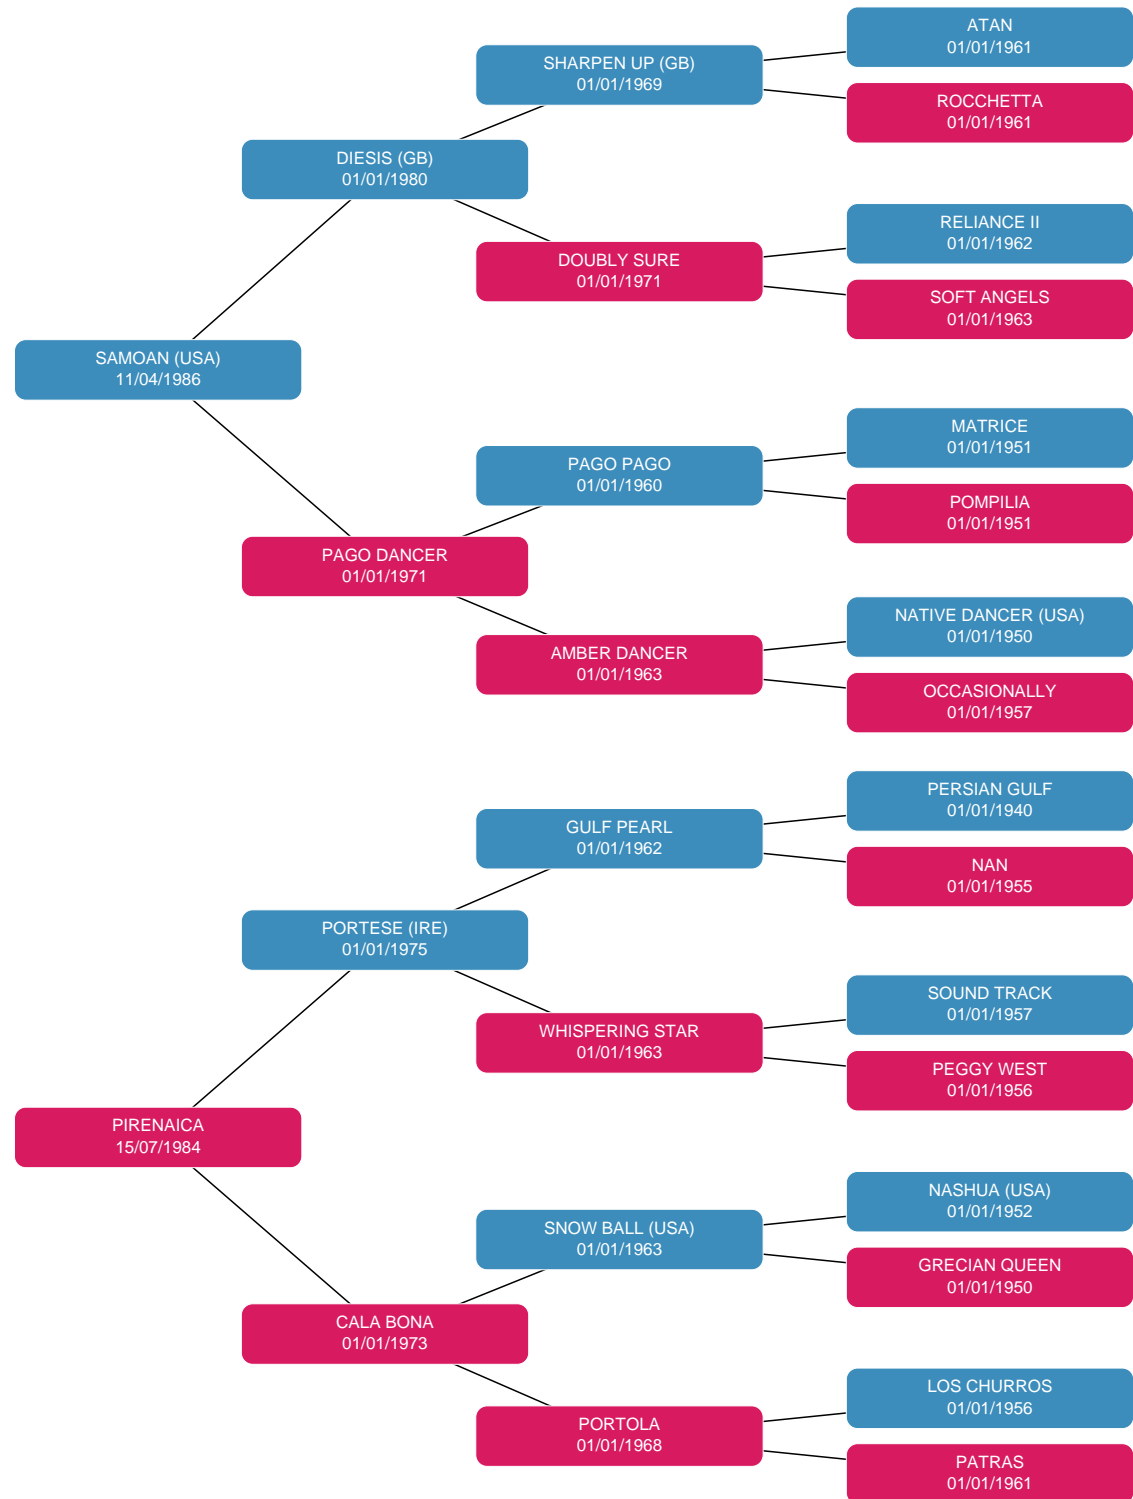 ATAN
01/01/1961
SHARPEN UP (GB)
01/01/1969
ROCCHETTA
01/01/1961
DIESIS (GB)
01/01/1980
RELIANCE II
01/01/1962
DOUBLY SURE
01/01/1971
SOFT ANGELS
01/01/1963
SAMOAN (USA)
11/04/1986
MATRICE
01/01/1951
PAGO PAGO
01/01/1960
POMPILIA
01/01/1951
PAGO DANCER
01/01/1971
NATIVE DANCER (USA)
01/01/1950
AMBER DANCER
01/01/1963
OCCASIONALLY
01/01/1957
PERSIAN GULF
01/01/1940
GULF PEARL
01/01/1962
NAN
01/01/1955
PORTESE (IRE)
01/01/1975
SOUND TRACK
01/01/1957
WHISPERING STAR
01/01/1963
PEGGY WEST
01/01/1956
PIRENAICA
15/07/1984
NASHUA (USA)
01/01/1952
SNOW BALL (USA)
01/01/1963
GRECIAN QUEEN
01/01/1950
CALA BONA
01/01/1973
LOS CHURROS
01/01/1956
PORTOLA
01/01/1968
PATRAS
01/01/1961